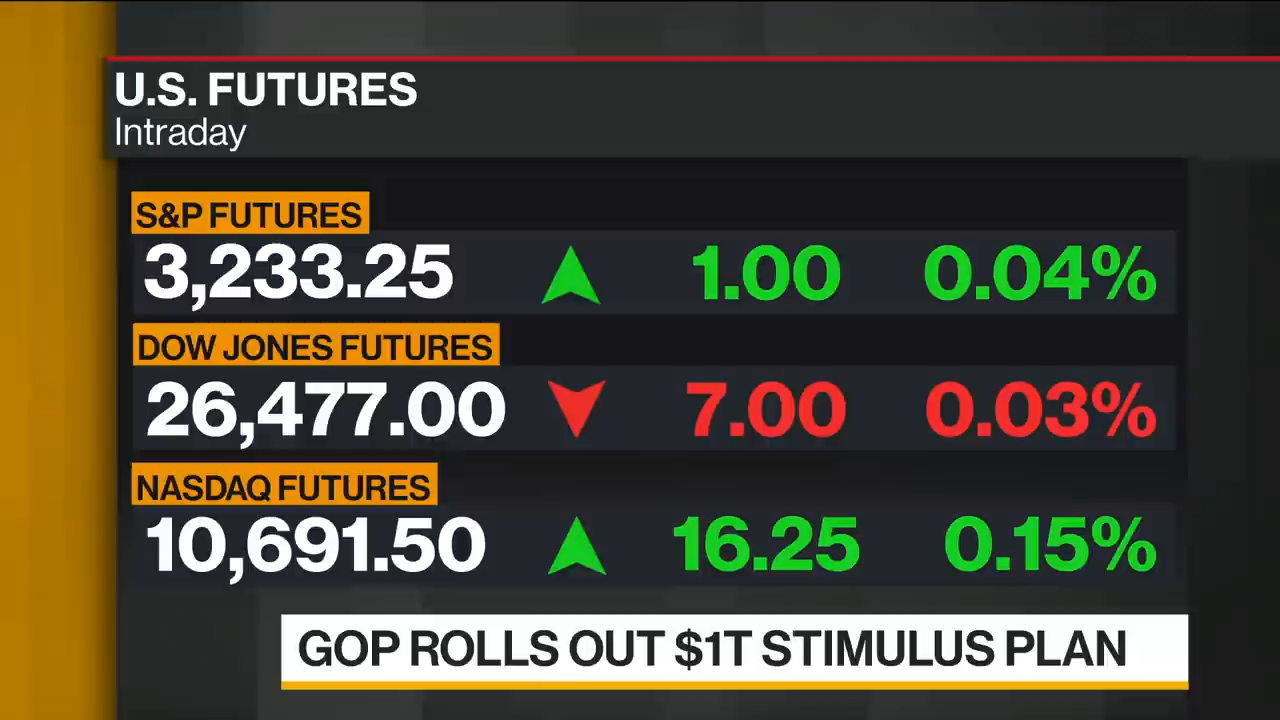 U.S. FUTURES
Intraday
S&P FUTURES
3,233.25 1.00 0.04%
DOW JONES FUTURES
26,477.00 7.00 0.03%
NASDAQ FUTURES
10,691.50 16.25 0.15%
GOP ROLLS OUT $1T STIMULUS PLAN